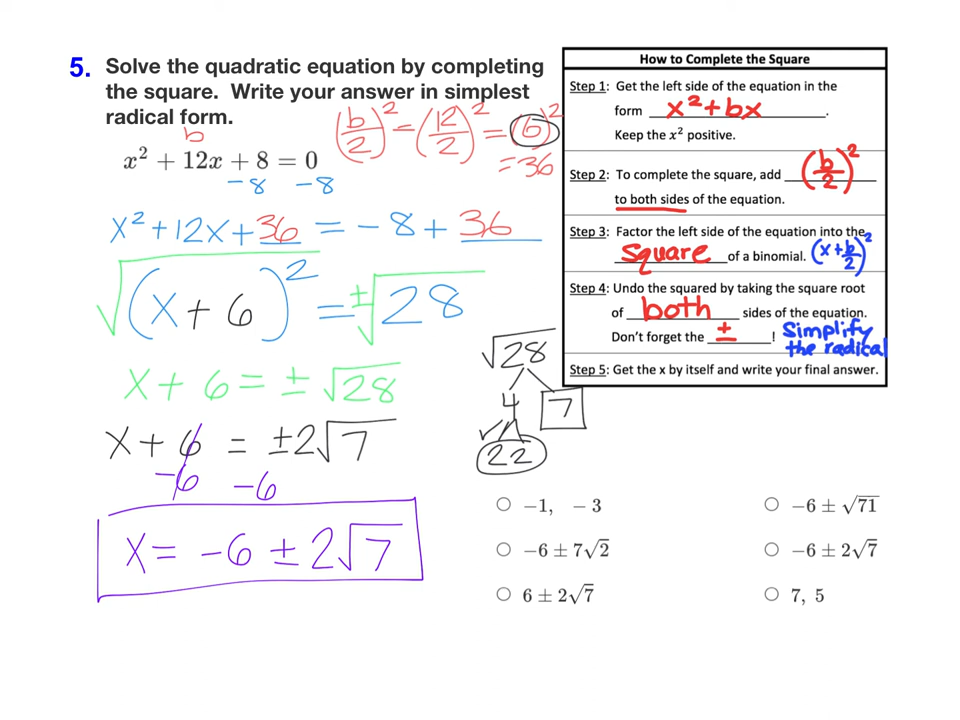 5. Solve the quadratic equation by completing
the square. Write your answer in simplest
radical form.
b
(b/2)² = (12/2)² = (6)²
= 36
x² + 12x + 8 = 0
-8 -8
x² + 12x + 36 = -8 + 36
√(x + 6)² = ±√28
x + 6 = ± √28
x + 6 = ±2√7
-6 -6
x = -6 ± 2√7
√28
4 7
2 2
How to Complete the Square
Step 1: Get the left side of the equation in the
form x² + bx.
Keep the x² positive.
Step 2: To complete the square, add (b/2)²
to both sides of the equation.
Step 3: Factor the left side of the equation into the
square of a binomial. (x + b/2)²
Step 4: Undo the squared by taking the square root
of both sides of the equation.
Don't forget the ±! Simplify
the radical
Step 5: Get the x by itself and write your final answer.
-1, -3
-6 ± √71
-6 ± 7√2
-6 ± 2√7
6 ± 2√7
7, 5